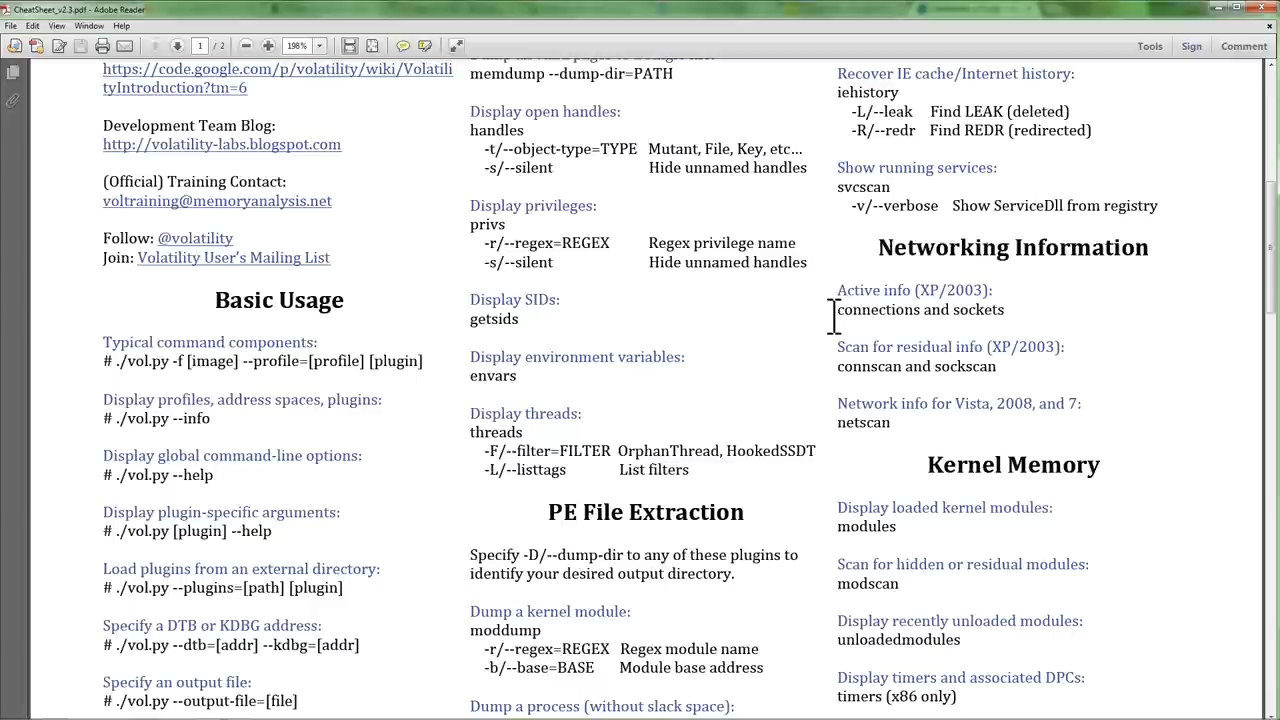 CheatSheet_v2.3.pdf - Adobe Reader
File Edit View Window Help
1 / 2 198% Tools Sign Comment
https://code.google.com/p/volatility/wiki/Volatili
tyIntroduction?tm=6
Development Team Blog:
http://volatility-labs.blogspot.com
(Official) Training Contact:
voltraining@memoryanalysis.net
Follow: @volatility
Join: Volatility User's Mailing List
Basic Usage
Typical command components:
# ./vol.py -f [image] --profile=[profile] [plugin]
Display profiles, address spaces, plugins:
# ./vol.py --info
Display global command-line options:
# ./vol.py --help
Display plugin-specific arguments:
# ./vol.py [plugin] --help
Load plugins from an external directory:
# ./vol.py --plugins=[path] [plugin]
Specify a DTB or KDBG address:
# ./vol.py --dtb=[addr] --kdbg=[addr]
Specify an output file:
# ./vol.py --output-file=[file]
memdump --dump-dir=PATH
Display open handles:
handles
-t/--object-type=TYPE Mutant, File, Key, etc…
-s/--silent Hide unnamed handles
Display privileges:
privs
-r/--regex=REGEX Regex privilege name
-s/--silent Hide unnamed handles
Display SIDs:
getsids
Display environment variables:
envars
Display threads:
threads
-F/--filter=FILTER OrphanThread, HookedSSDT
-L/--listtags List filters
PE File Extraction
Specify -D/--dump-dir to any of these plugins to
identify your desired output directory.
Dump a kernel module:
moddump
-r/--regex=REGEX Regex module name
-b/--base=BASE Module base address
Dump a process (without slack space):
Recover IE cache/Internet history:
iehistory
-L/--leak Find LEAK (deleted)
-R/--redr Find REDR (redirected)
Show running services:
svcscan
-v/--verbose Show ServiceDll from registry
Networking Information
Active info (XP/2003):
connections and sockets
Scan for residual info (XP/2003):
connscan and sockscan
Network info for Vista, 2008, and 7:
netscan
Kernel Memory
Display loaded kernel modules:
modules
Scan for hidden or residual modules:
modscan
Display recently unloaded modules:
unloadedmodules
Display timers and associated DPCs:
timers (x86 only)